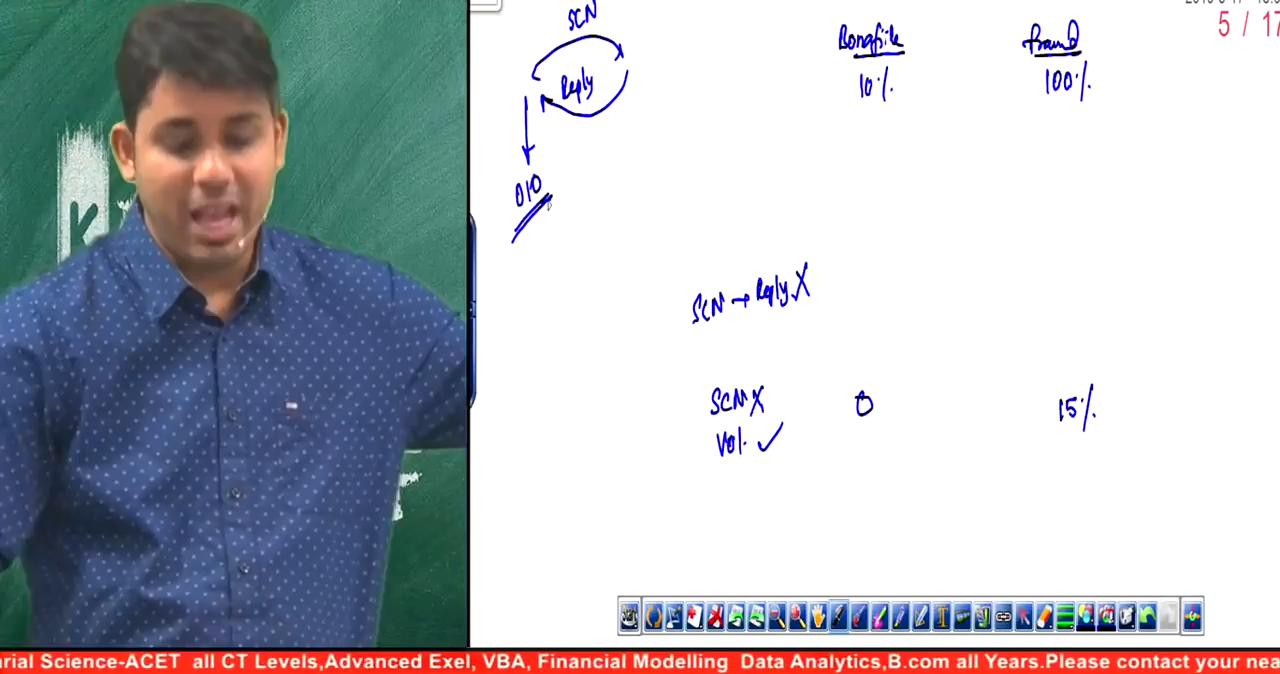 5 / 17
SCN
Reply
OIO
Bonafide
Fraud
10%
100%
SCN → Reply X
SCN X
0
15%
Vol. ✓
K
arial Science-ACET all CT Levels,Advanced Exel, VBA, Financial Modelling Data Analytics,B.com all Years.Please contact your nea